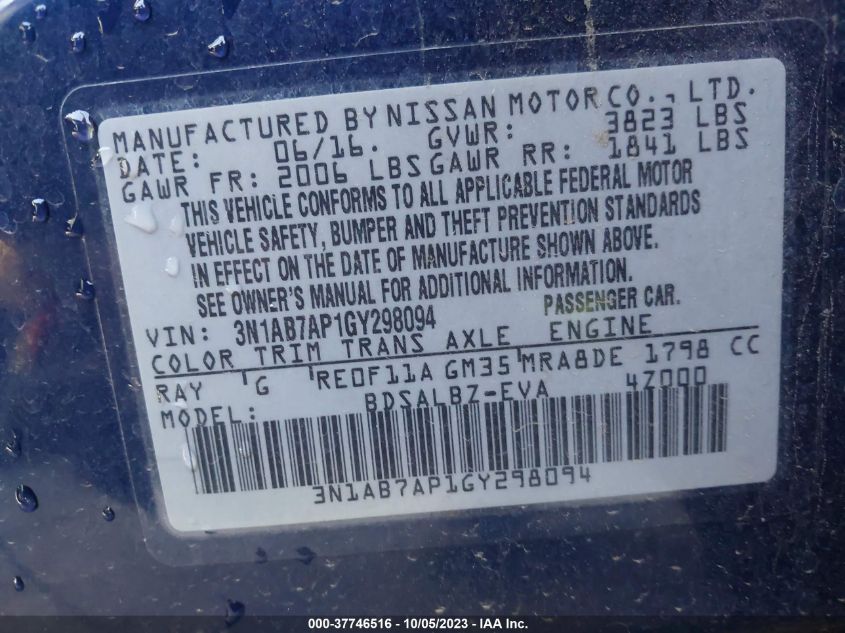 MANUFACTURED BY NISSAN MOTOR CO., LTD.
DATE: 06/16. GVWR: 3823 LBS
GAWR FR: 2006 LBS GAWR RR: 1841 LBS
THIS VEHICLE CONFORMS TO ALL APPLICABLE FEDERAL MOTOR
VEHICLE SAFETY, BUMPER AND THEFT PREVENTION STANDARDS
IN EFFECT ON THE DATE OF MANUFACTURE SHOWN ABOVE.
SEE OWNER'S MANUAL FOR ADDITIONAL INFORMATION.
VIN: 3N1AB7AP1GY298094 PASSENGER CAR.
COLOR TRIM TRANS AXLE ENGINE
RAY G RE0F11A GM35 MRA8DE 1798 CC
MODEL: BDSALBZ-EVA 4Z000
3N1AB7AP1GY298094
000-37746516 - 10/05/2023 - IAA Inc.